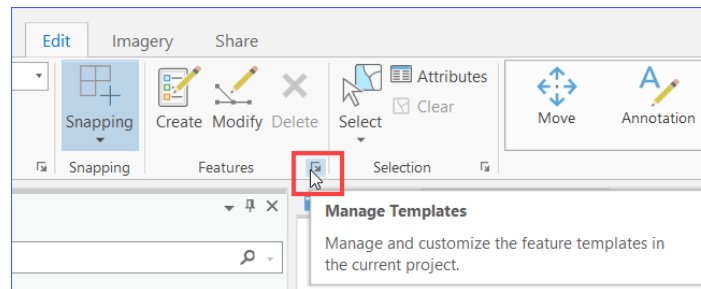 Edit Imagery Share
Snapping Create Modify Delete Select Attributes Clear Move Annotation
Snapping Features Selection
Manage Templates
Manage and customize the feature templates in
the current project.